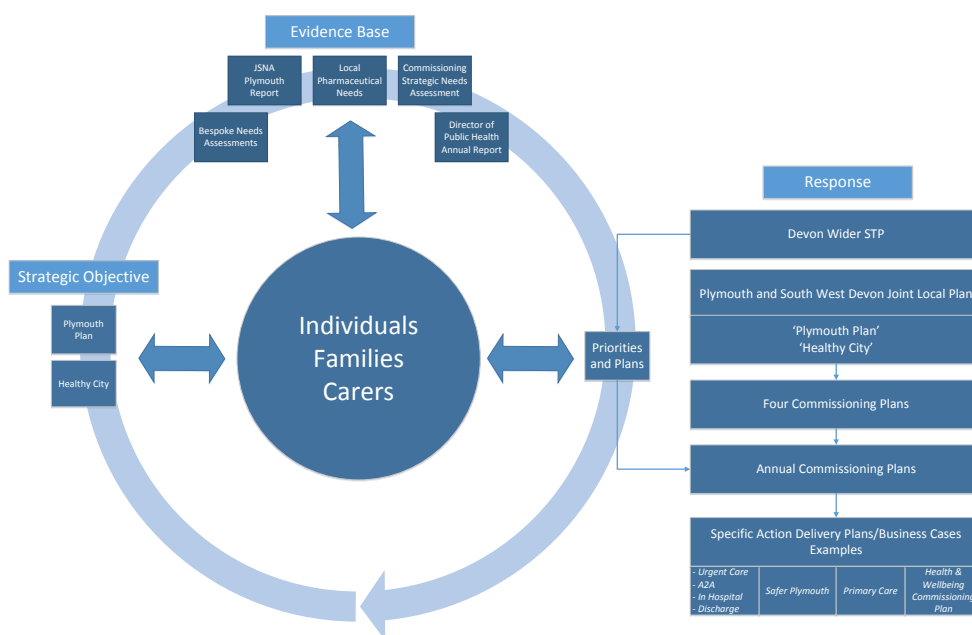 Evidence Base
JSNA
Plymouth
Report
Local
Pharmaceutical
Needs
Commissioning
Strategic Needs
Assessment
Bespoke Needs
Assessments
Director of
Public Health
Annual Report
Strategic Objective
Plymouth
Plan
Healthy City
Individuals
Families
Carers
Priorities
and Plans
Response
Devon Wider STP
Plymouth and South West Devon Joint Local Plan
‘Plymouth Plan’
‘Healthy City’
Four Commissioning Plans
Annual Commissioning Plans
Specific Action Delivery Plans/Business Cases
Examples
- Urgent Care
- A2A
- In Hospital
- Discharge
Safer Plymouth
Primary Care
Health &
Wellbeing
Commissioning
Plan